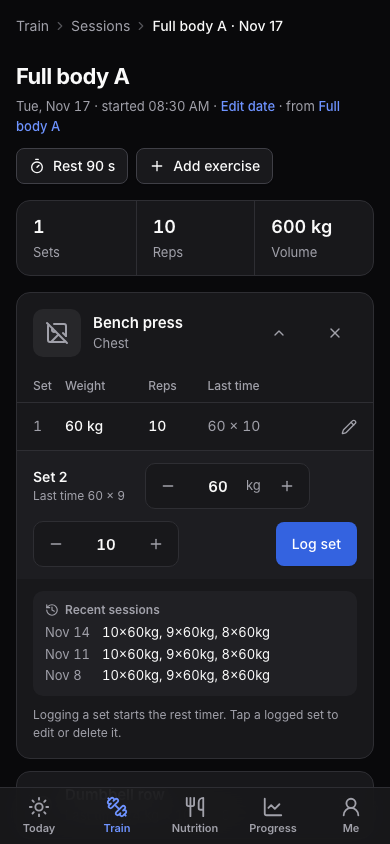 Train > Sessions > Full body A · Nov 17
Full body A
Tue, Nov 17 · started 08:30 AM · Edit date · from Full
body A
Rest 90 s
Add exercise
1 10 600 kg
Sets Reps Volume
Bench press
Chest
Set Weight Reps Last time
1 60 kg 10 60 × 10
Set 2
Last time 60 × 9
− 60 kg +
− 10 +
Log set
Recent sessions
Nov 14 10×60kg, 9×60kg, 8×60kg
Nov 11 10×60kg, 9×60kg, 8×60kg
Nov 8 10×60kg, 9×60kg, 8×60kg
Logging a set starts the rest timer. Tap a logged set to
edit or delete it.
Dumbbell row
Today Train Nutrition Progress Me